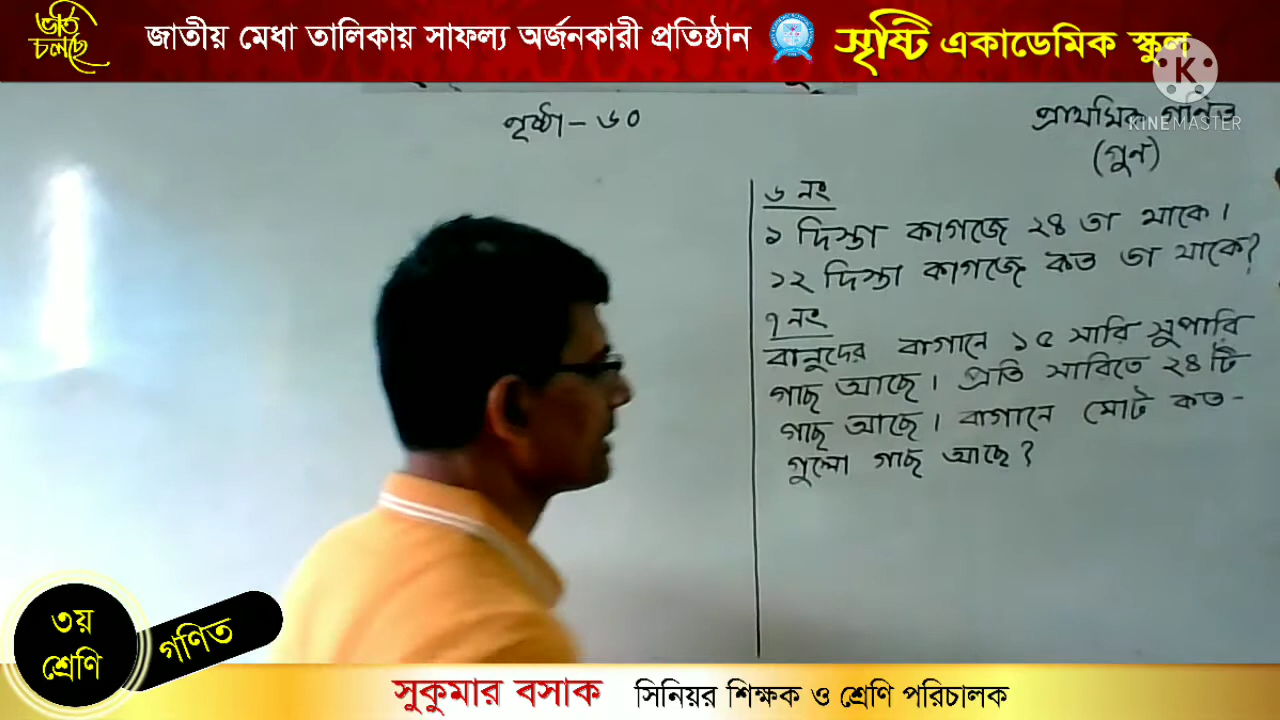 ভর্তি চলছে
জাতীয় মেধা তালিকায় সাফল্য অর্জনকারী প্রতিষ্ঠান
সৃষ্টি একাডেমিক স্কুল
K
KINEMASTER
পৃষ্ঠা - ৬০
প্রাথমিক গণিত
(গুন)
৬ নং
১ দিস্তা কাগজে ২৪ তা থাকে।
১২ দিস্তা কাগজে কত তা থাকে?
৭ নং
রানুদের বাগানে ১৫ সারি সুপারি
গাছ আছে। প্রতি সারিতে ২৪ টি
গাছ আছে। বাগানে মোট কত-
গুলো গাছ আছে?
৩য়
শ্রেণি
গণিত
সুকুমার বসাক সিনিয়র শিক্ষক ও শ্রেণি পরিচালক